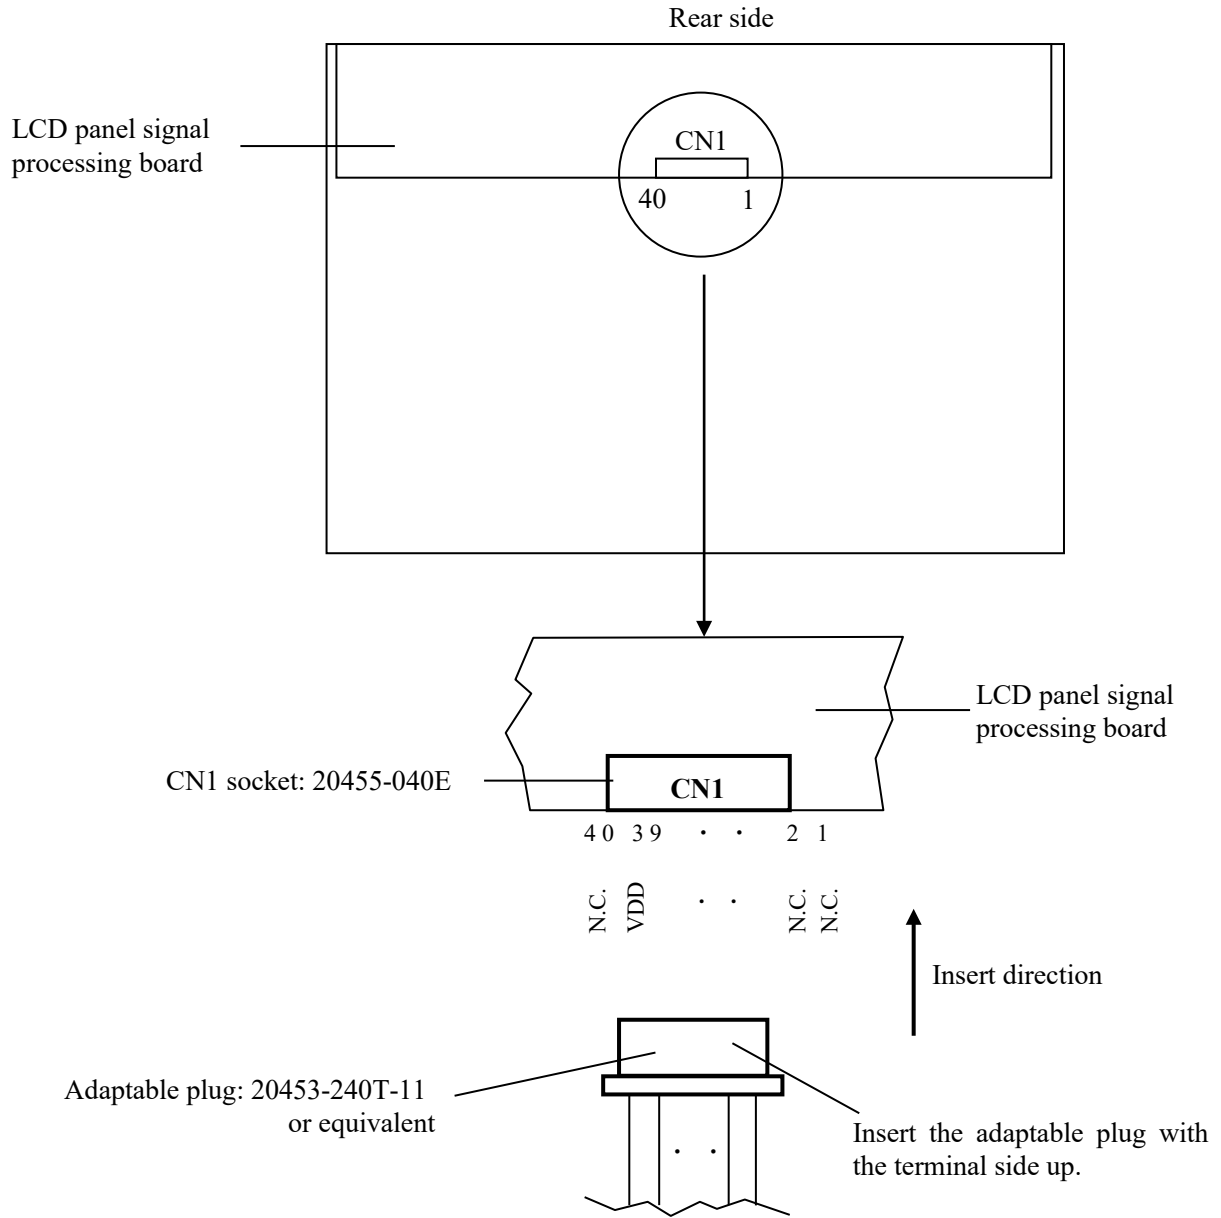 Rear side
LCD panel signal
processing board
CN1
40 1
LCD panel signal
processing board
CN1 socket: 20455-040E
CN1
40 39 · · 2 1
N.C. VDD · · N.C. N.C.
Insert direction
Adaptable plug: 20453-240T-11
or equivalent
Insert the adaptable plug with
the terminal side up.
· ·